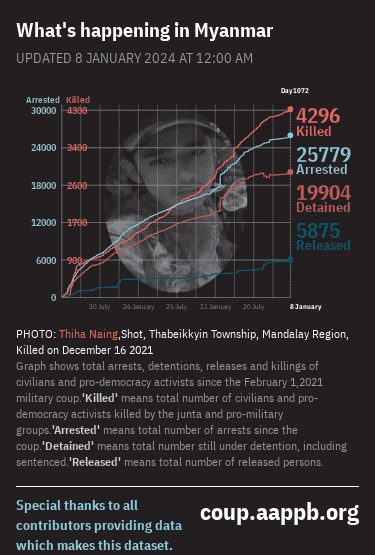 What's happening in Myanmar
UPDATED 8 JANUARY 2024 AT 12:00 AM
Day1072
Arrested Killed
30000 4300
24000 3400
18000 2600
12000 1700
6000 900
0
4296
Killed
25779
Arrested
19904
Detained
5875
Released
30 July 26 January 25 July 21 January 20 July 8 January
PHOTO: Thiha Naing,Shot, Thabeikkyin Township, Mandalay Region,
Killed on December 16 2021
Graph shows total arrests, detentions, releases and killings of
civilians and pro-democracy activists since the February 1,2021
military coup.'Killed' means total number of civilians and pro-
democracy activists killed by the junta and pro-military
groups.'Arrested' means total number of arrests since the
coup.'Detained' means total number still under detention, including
sentenced.'Released' means total number of released persons.
Special thanks to all
contributors providing data
which makes this dataset.
coup.aappb.org